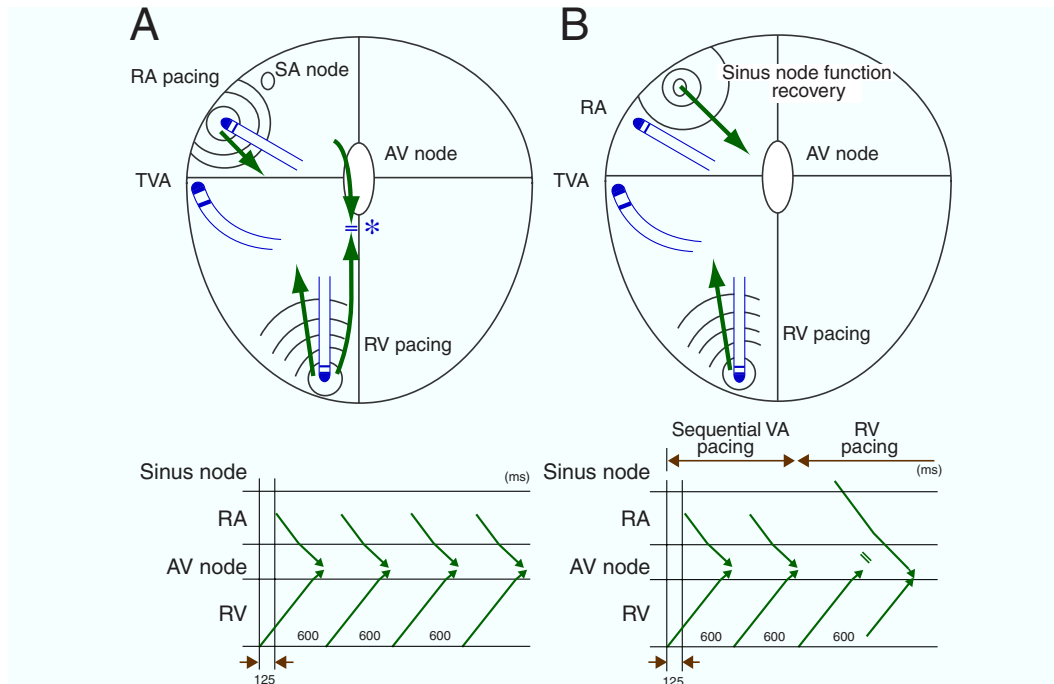 A
RA pacing
SA node
TVA
AV node
= *
RV pacing
Sinus node
(ms)
RA
AV node
RV
600
600
600
125
B
Sinus node function
recovery
RA
TVA
AV node
RV pacing
Sequential VA
pacing
RV
pacing
Sinus node
(ms)
RA
AV node
RV
600
600
600
125